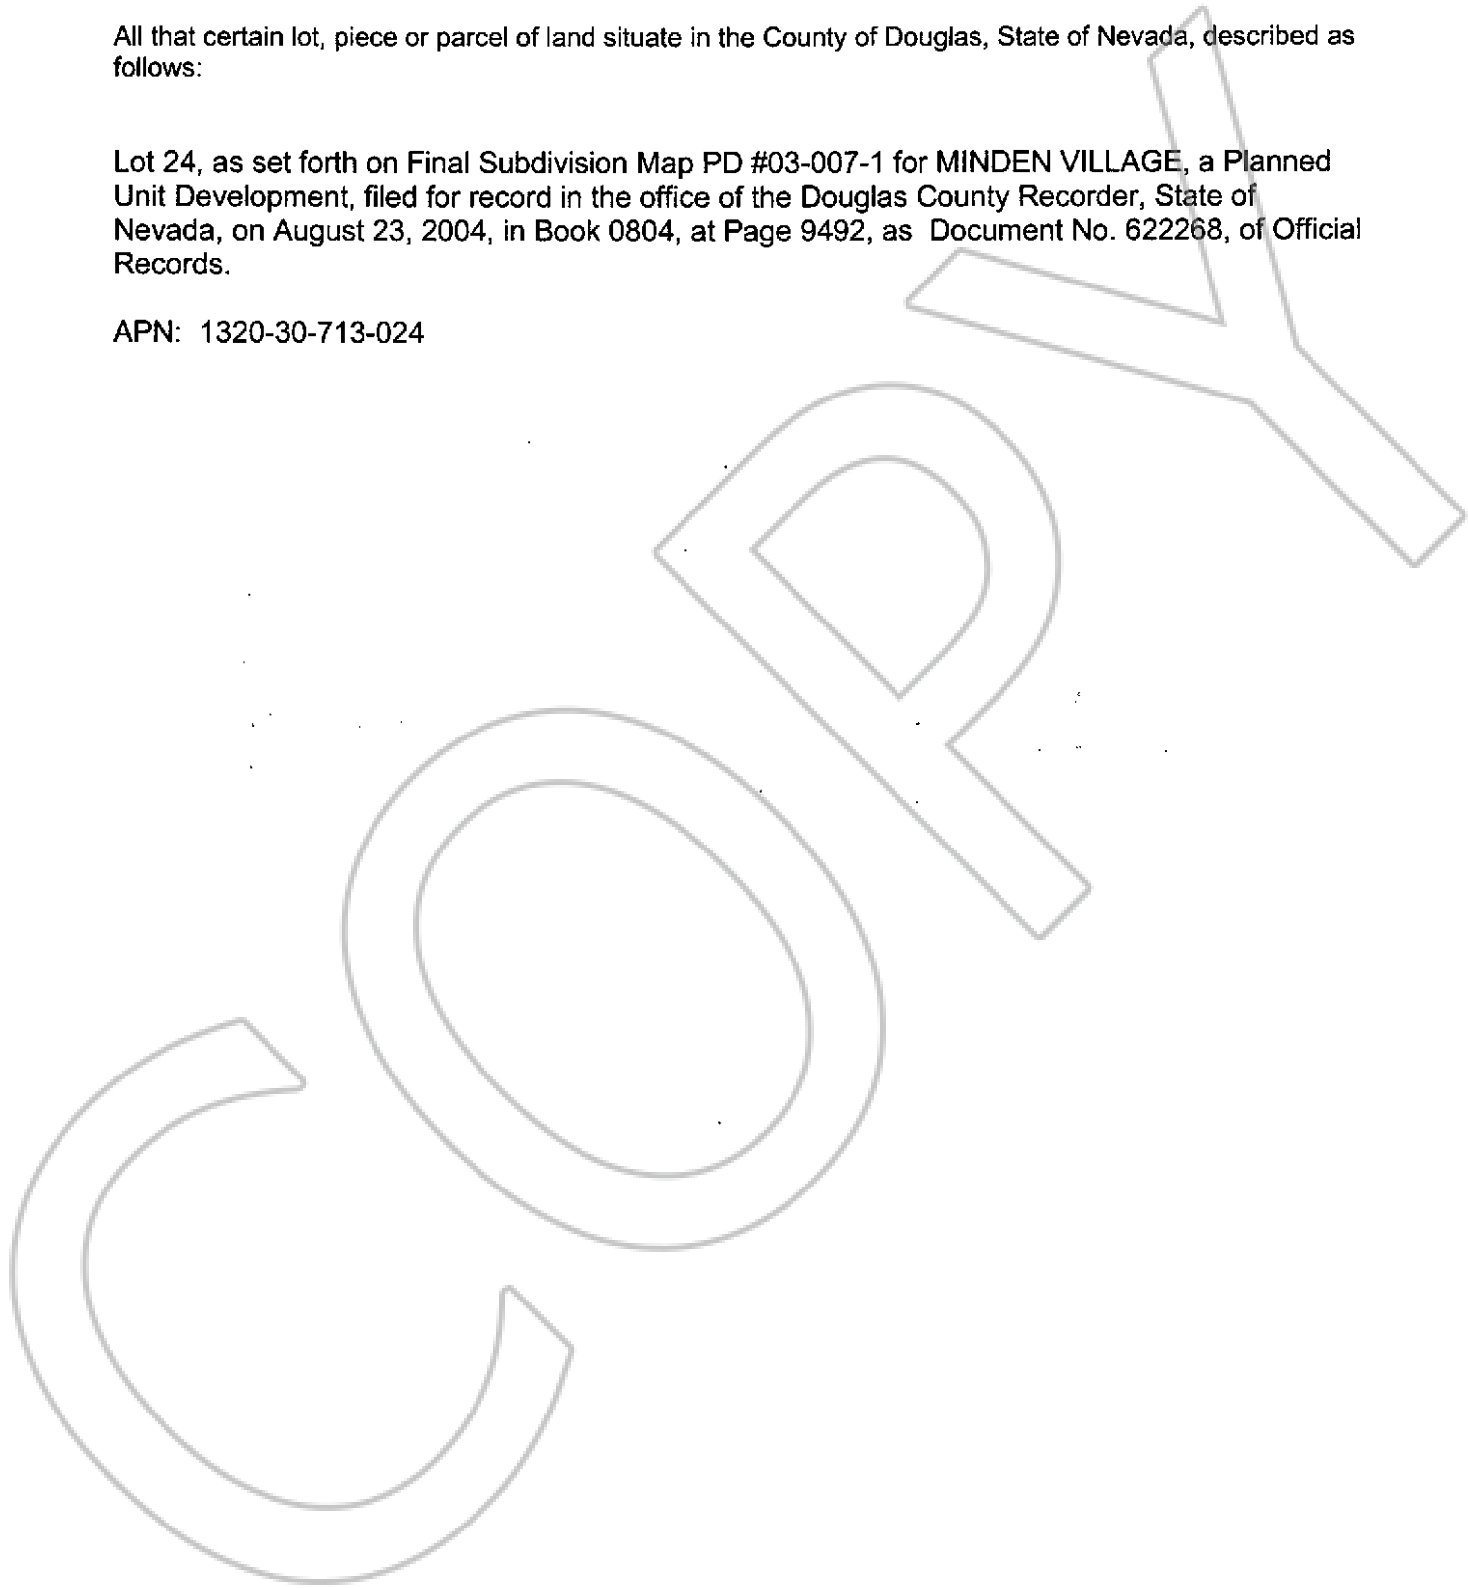 All that certain lot, piece or parcel of land situate in the County of Douglas, State of Nevada, described as
follows:
Lot 24, as set forth on Final Subdivision Map PD #03-007-1 for MINDEN VILLAGE, a Planned
Unit Development, filed for record in the office of the Douglas County Recorder, State of
Nevada, on August 23, 2004, in Book 0804, at Page 9492, as Document No. 622268, of Official
Records.
APN: 1320-30-713-024
COPY